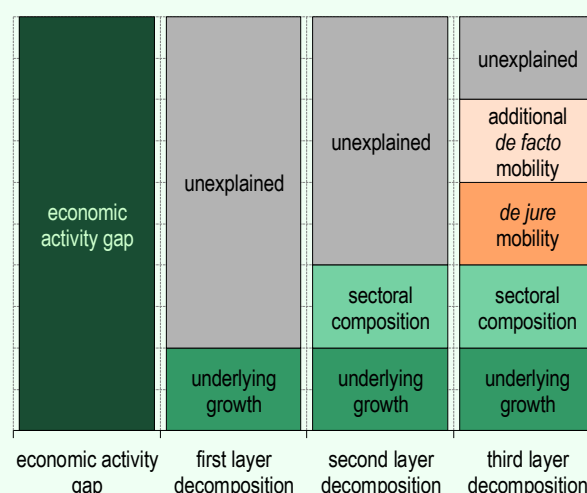 economic
activity gap
unexplained
underlying
growth
unexplained
sectoral
composition
underlying
growth
unexplained
additional
de facto
mobility
de jure
mobility
sectoral
composition
underlying
growth
economic activity
gap
first layer
decomposition
second layer
decomposition
third layer
decomposition